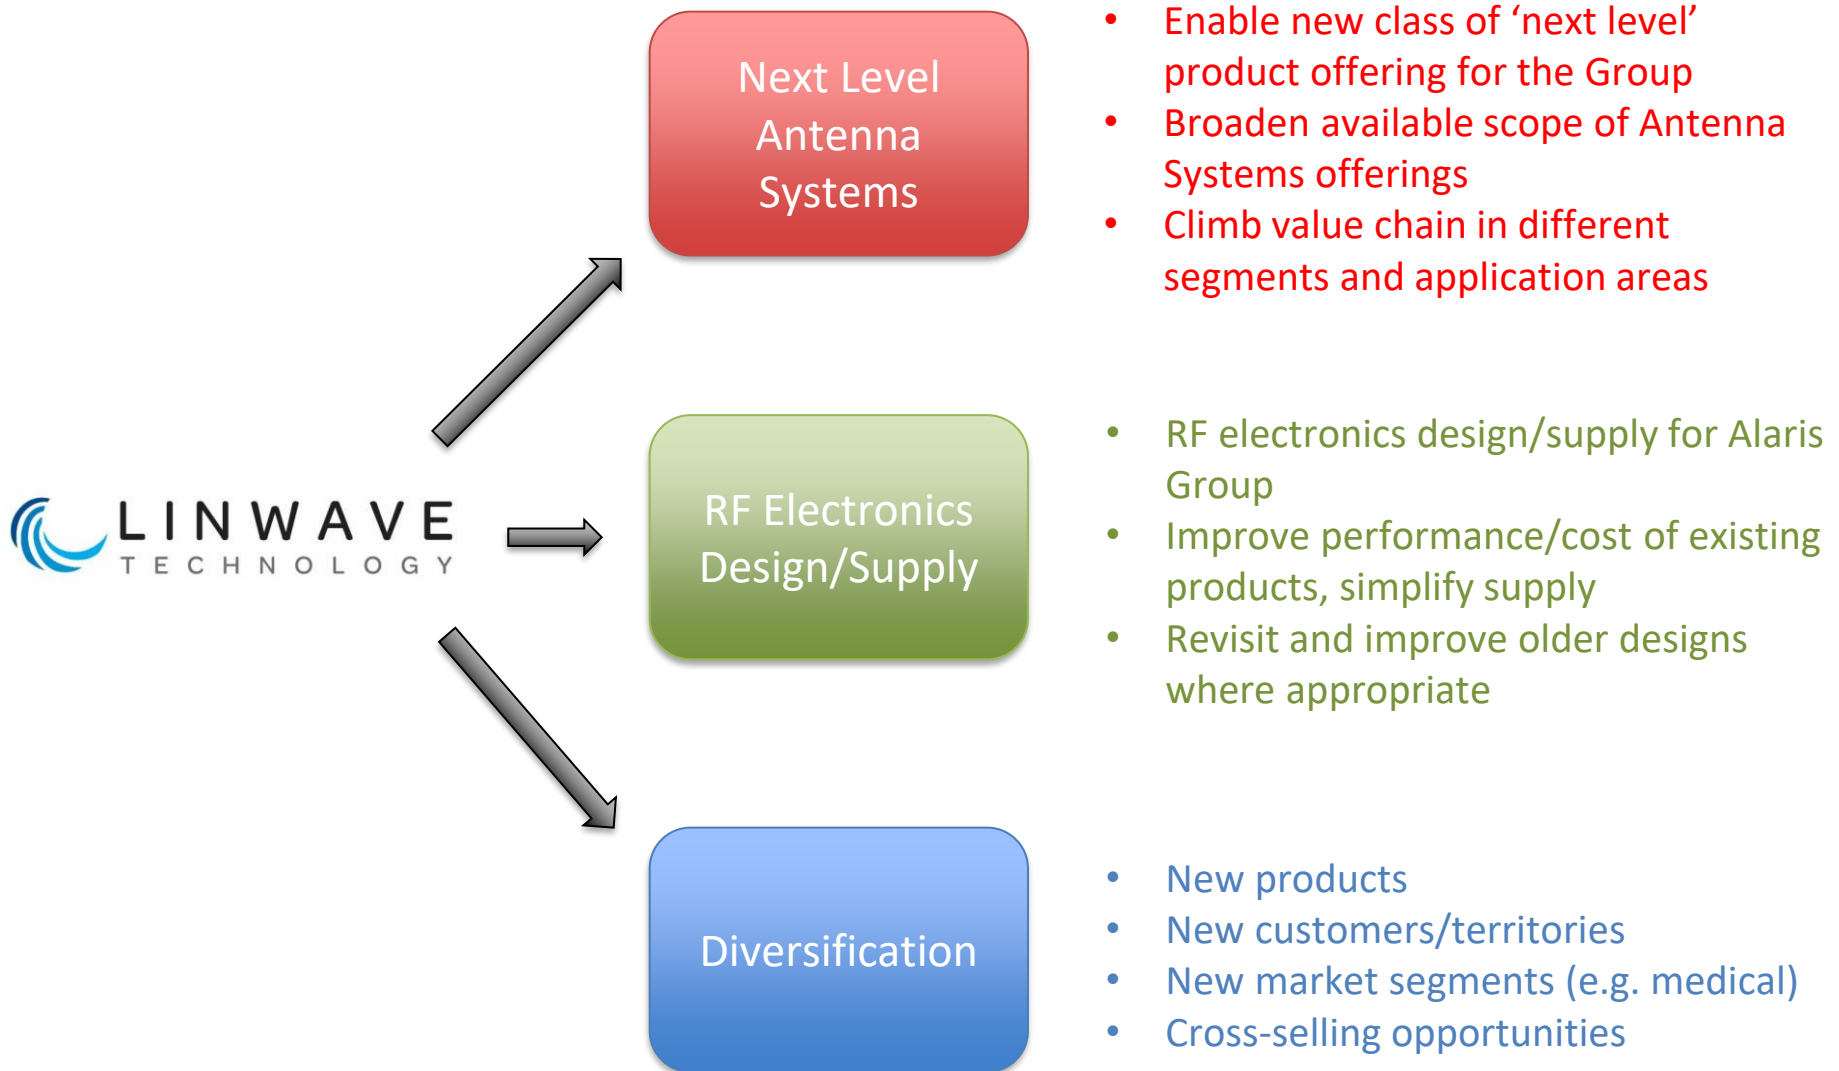 Next Level
Antenna
Systems
• Enable new class of ‘next level’
product offering for the Group
• Broaden available scope of Antenna
Systems offerings
• Climb value chain in different
segments and application areas
LINWAVE
TECHNOLOGY
RF Electronics
Design/Supply
• RF electronics design/supply for Alaris
Group
• Improve performance/cost of existing
products, simplify supply
• Revisit and improve older designs
where appropriate
Diversification
• New products
• New customers/territories
• New market segments (e.g. medical)
• Cross-selling opportunities